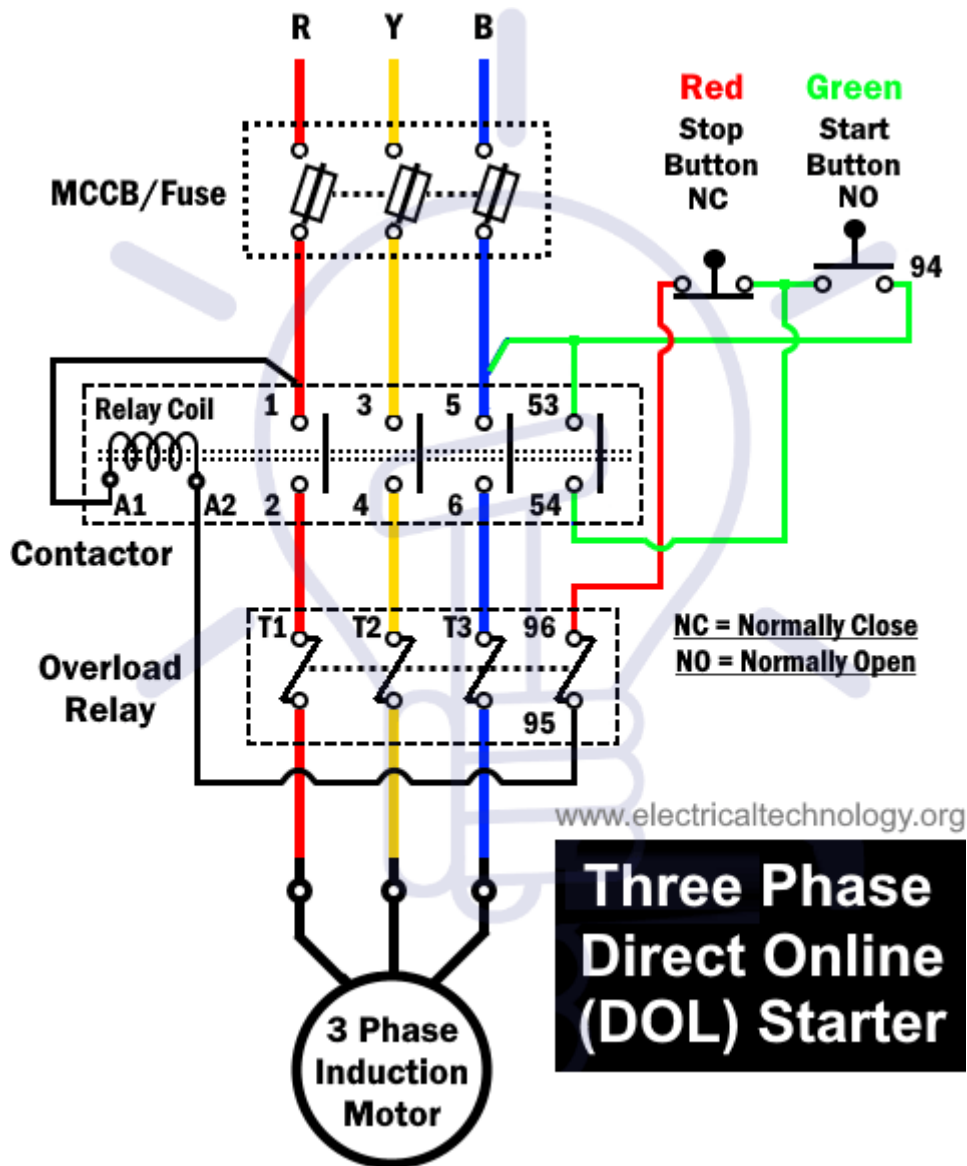 R Y B
Red Green
Stop Button NC
Start Button NO
MCCB/Fuse
94
Relay Coil
1 3 5 53
A1 A2 2 4 6 54
Contactor
T1 T2 T3 96
NC = Normally Close
NO = Normally Open
Overload
Relay
95
www.electricaltechnology.org
Three Phase
Direct Online
(DOL) Starter
3 Phase
Induction
Motor